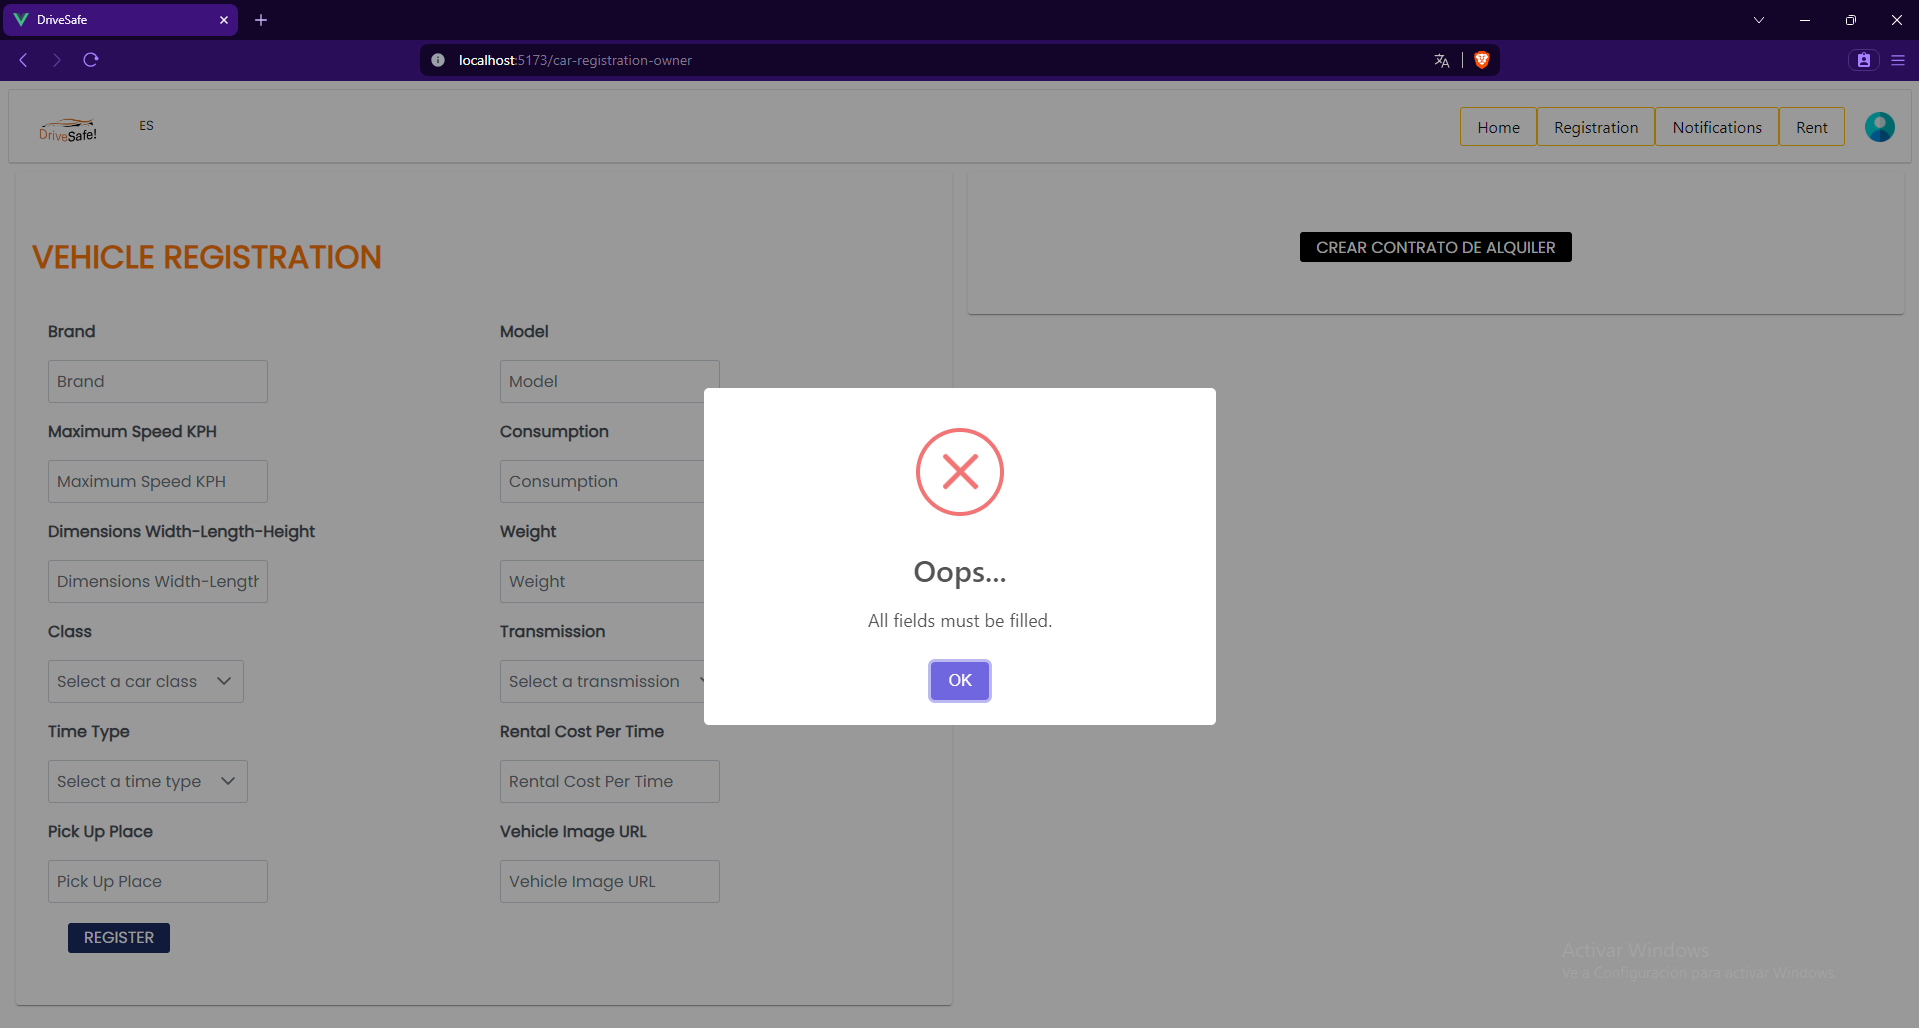 DriveSafe
localhost:5173/car-registration-owner
DriveSafe!
ES
Home
Registration
Notifications
Rent
VEHICLE REGISTRATION
CREAR CONTRATO DE ALQUILER
Brand
Model
Brand
Model
Maximum Speed KPH
Consumption
Maximum Speed KPH
Consumption
Dimensions Width-Length-Height
Weight
Dimensions Width-Length
Weight
Class
Transmission
Select a car class
Select a transmission
Time Type
Rental Cost Per Time
Select a time type
Rental Cost Per Time
Pick Up Place
Vehicle Image URL
Pick Up Place
Vehicle Image URL
REGISTER
Oops...
All fields must be filled.
OK
Activar Windows
Ve a Configuración para activar Windows.